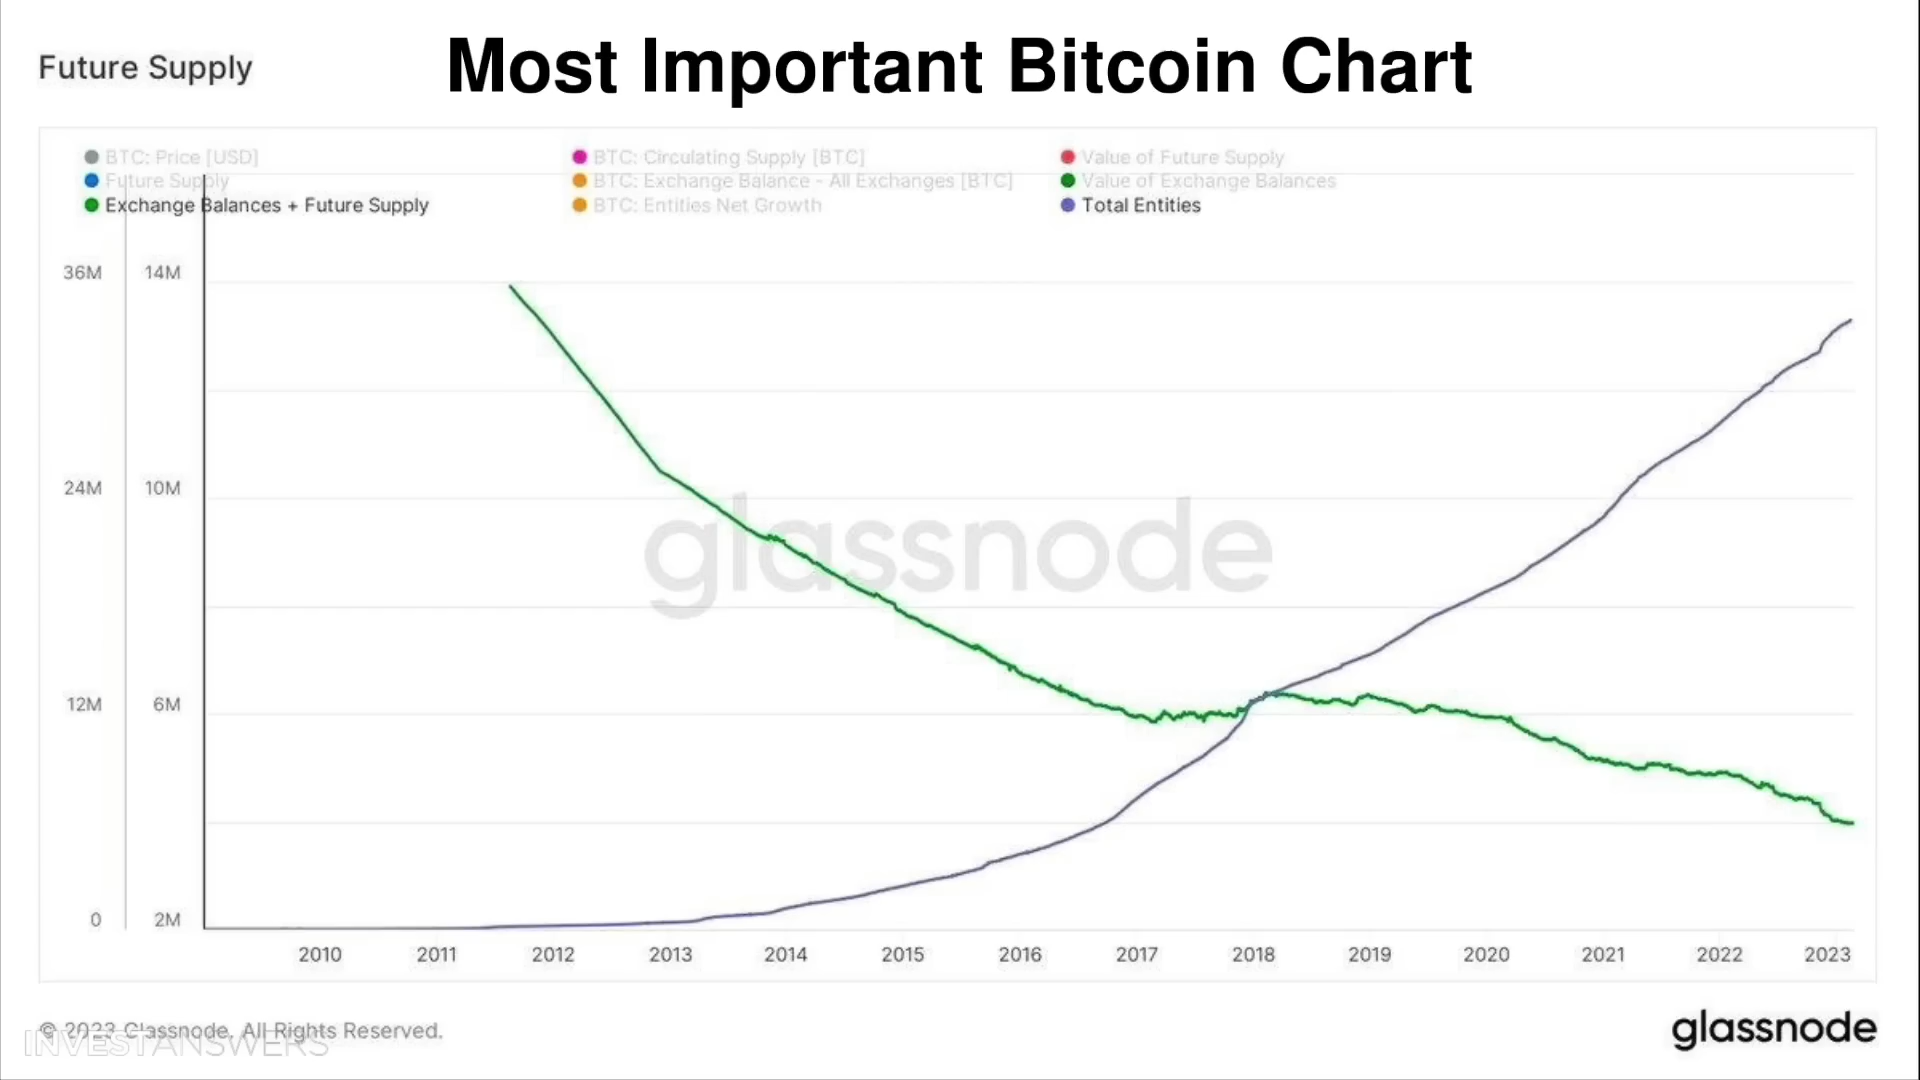 Future Supply
Most Important Bitcoin Chart
BTC: Price [USD]
BTC: Circulating Supply [BTC]
Value of Future Supply
Future Supply
BTC: Exchange Balance - All Exchanges [BTC]
Value of Exchange Balances
Exchange Balances + Future Supply
BTC: Entities Net Growth
Total Entities
36M 14M
24M 10M
12M 6M
0 2M
glassnode
2010 2011 2012 2013 2014 2015 2016 2017 2018 2019 2020 2021 2022 2023
© 2023 Glassnode. All Rights Reserved.
INVESTANSWERS
glassnode